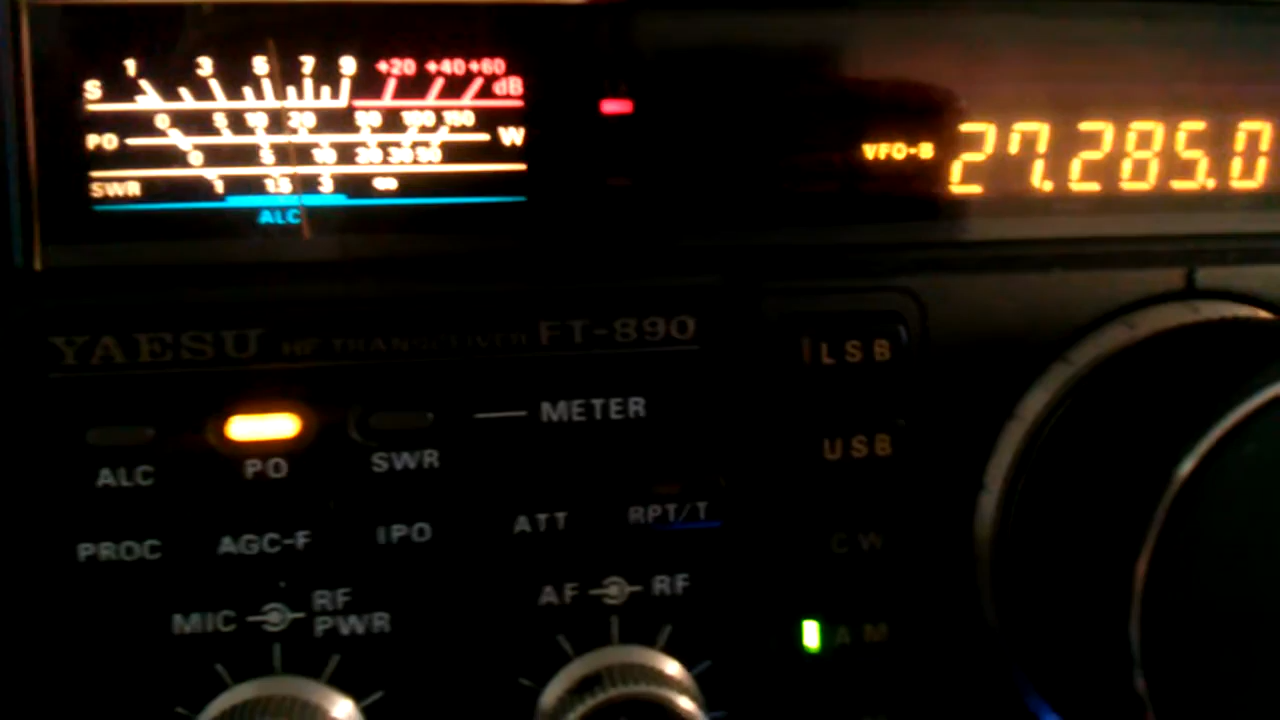 S 1 3 5 7 9 +20 +40 +60 dB
PO 0 5 10 20 50 100 150 W
0 5 10 20 30 50
SWR 1 1.5 3 ∞
ALC
VFO-B 27.285.0
YAESU HF TRANSCEIVER FT-890
METER
ALC PO SWR
PROC AGC-F IPO ATT RPT/T
MIC RF PWR
AF RF
LSB
USB
CW
AM